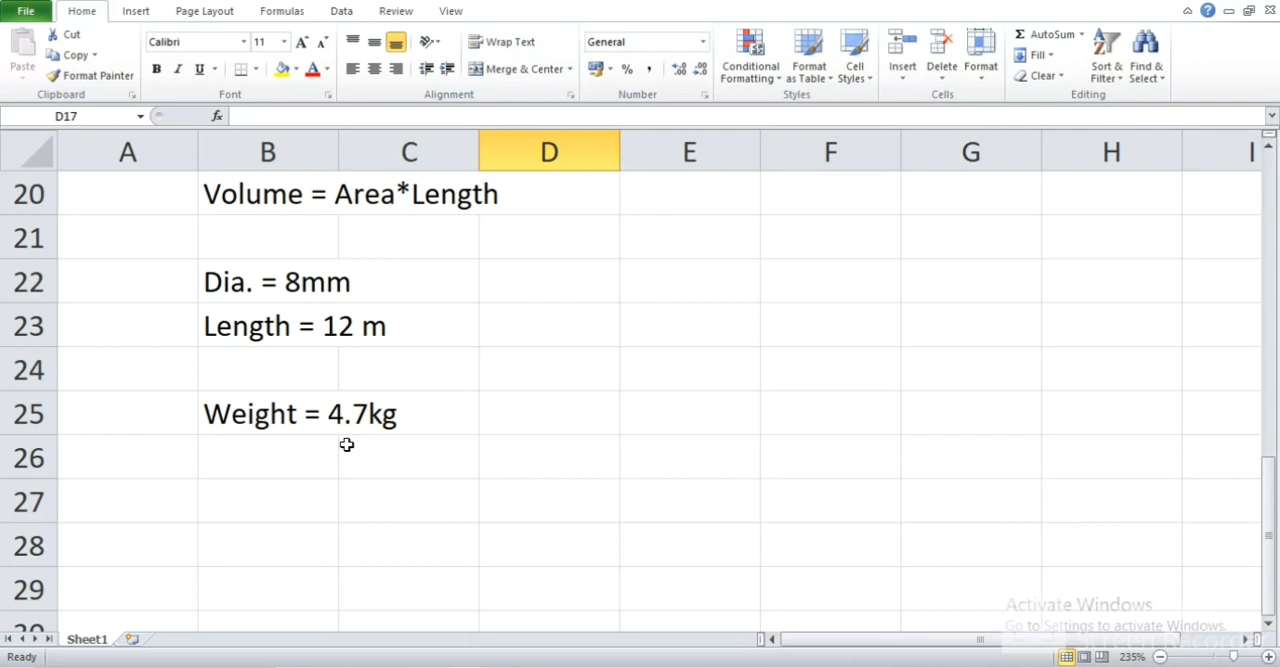 File Home Insert Page Layout Formulas Data Review View
Paste Cut Copy Format Painter Clipboard
Calibri 11 B I U A Font
Wrap Text Merge & Center Alignment
General % , Number
Conditional Formatting Format as Table Cell Styles Styles
Insert Delete Format Cells
Σ AutoSum Fill Clear Sort & Filter Find & Select Editing
D17 fx
A B C D E F G H I
20 Volume = Area*Length
21
22 Dia. = 8mm
23 Length = 12 m
24
25 Weight = 4.7kg
26
27
28
29
30
Activate Windows
Go to Settings to activate Windows.
Sheet1
Ready 235%